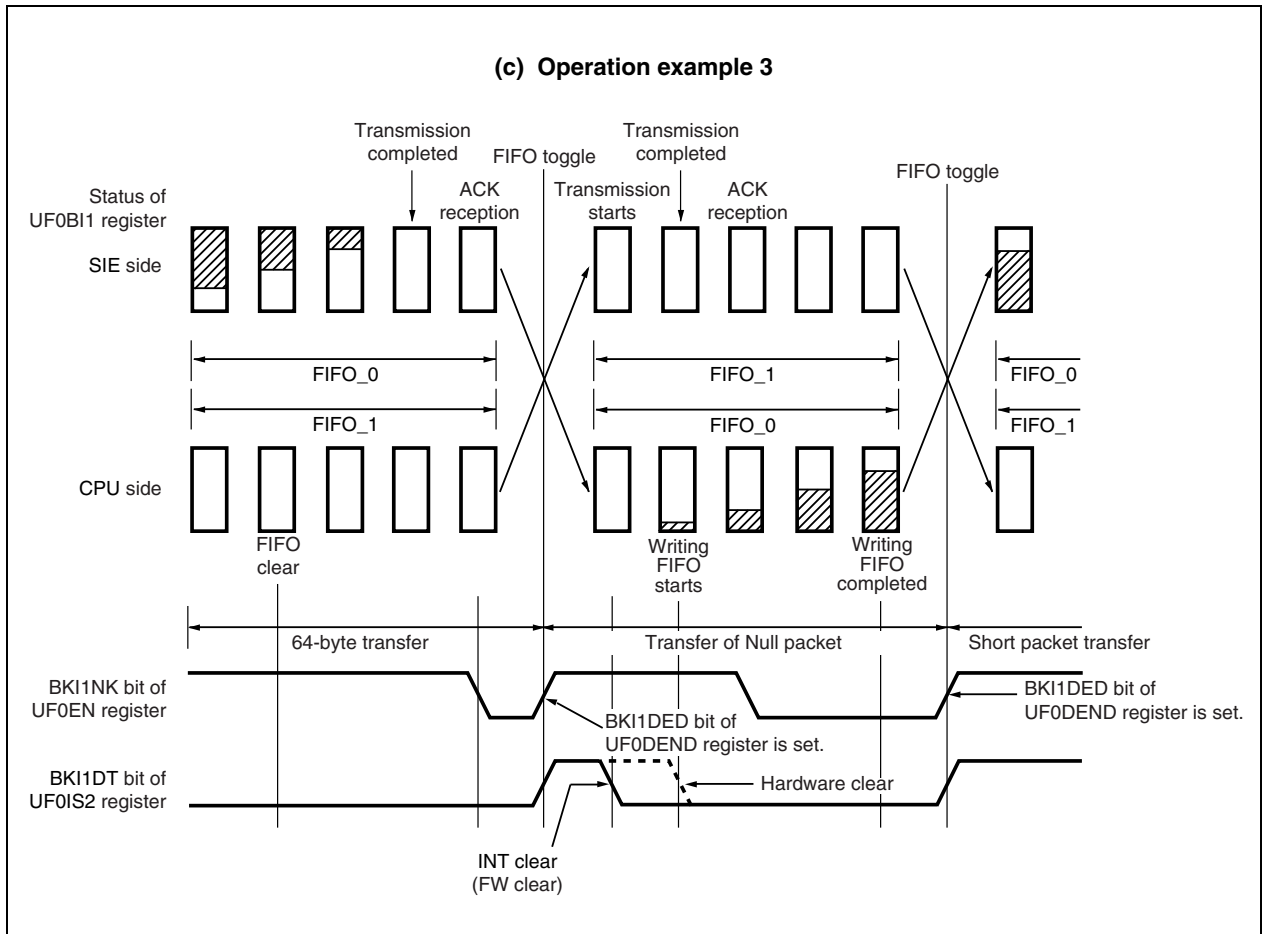 (c) Operation example 3
Transmission
completed
FIFO toggle
Transmission
completed
FIFO toggle
Status of
UF0BI1 register
ACK
reception
Transmission
starts
ACK
reception
SIE side
FIFO_0
FIFO_1
FIFO_0
FIFO_1
FIFO_0
FIFO_1
CPU side
FIFO
clear
Writing
FIFO
starts
Writing
FIFO
completed
64-byte transfer
Transfer of Null packet
Short packet transfer
BKI1NK bit of
UF0EN register
BKI1DED bit of
UF0DEND register is set.
BKI1DED bit of
UF0DEND register is set.
BKI1DT bit of
UF0IS2 register
Hardware clear
INT clear
(FW clear)